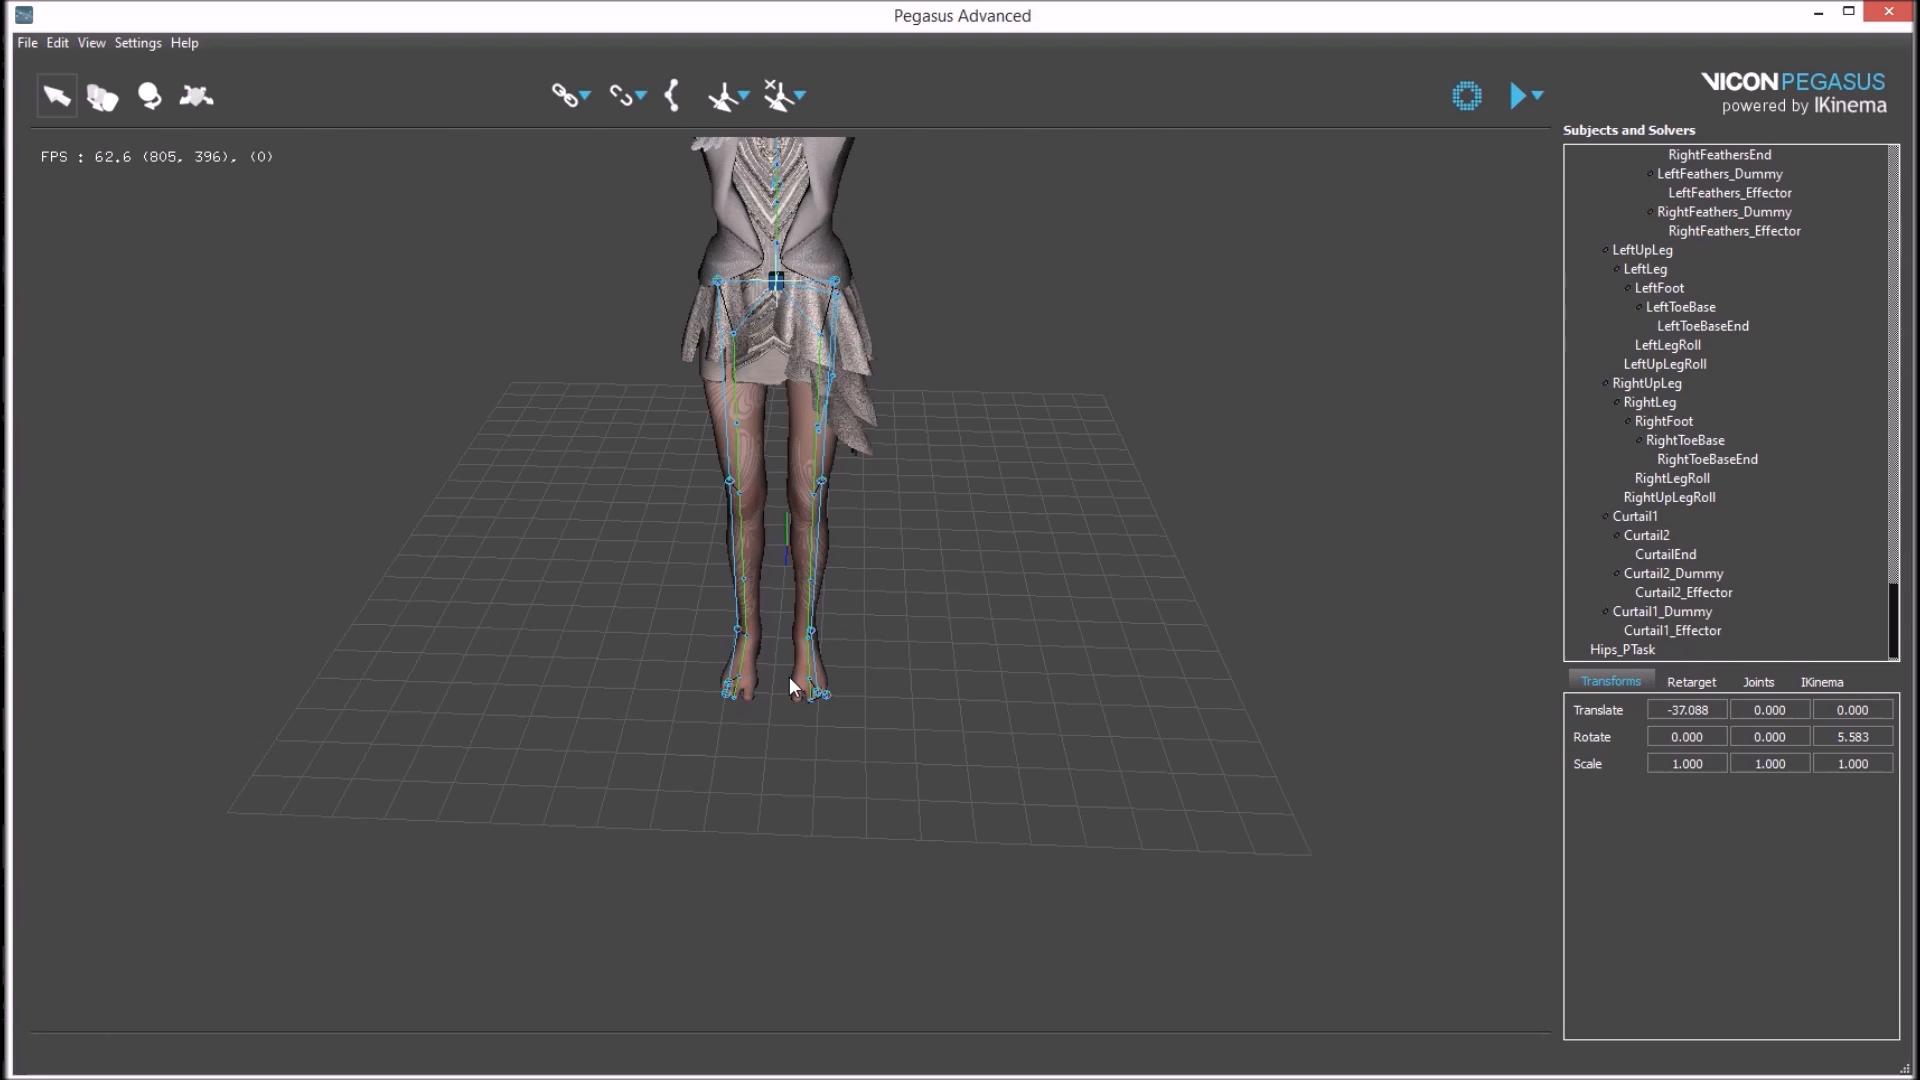 Pegasus Advanced
File Edit View Settings Help
VICONPEGASUS
powered by IKinema
FPS : 62.6 (805, 396), (0)
Subjects and Solvers
RightFeathersEnd
LeftFeathers_Dummy
LeftFeathers_Effector
RightFeathers_Dummy
RightFeathers_Effector
LeftUpLeg
LeftLeg
LeftFoot
LeftToeBase
LeftToeBaseEnd
LeftLegRoll
LeftUpLegRoll
RightUpLeg
RightLeg
RightFoot
RightToeBase
RightToeBaseEnd
RightLegRoll
RightUpLegRoll
Curtail1
Curtail2
CurtailEnd
Curtail2_Dummy
Curtail2_Effector
Curtail1_Dummy
Curtail1_Effector
Hips_PTask
Transforms Retarget Joints IKinema
Translate -37.088 0.000 0.000
Rotate 0.000 0.000 5.583
Scale 1.000 1.000 1.000